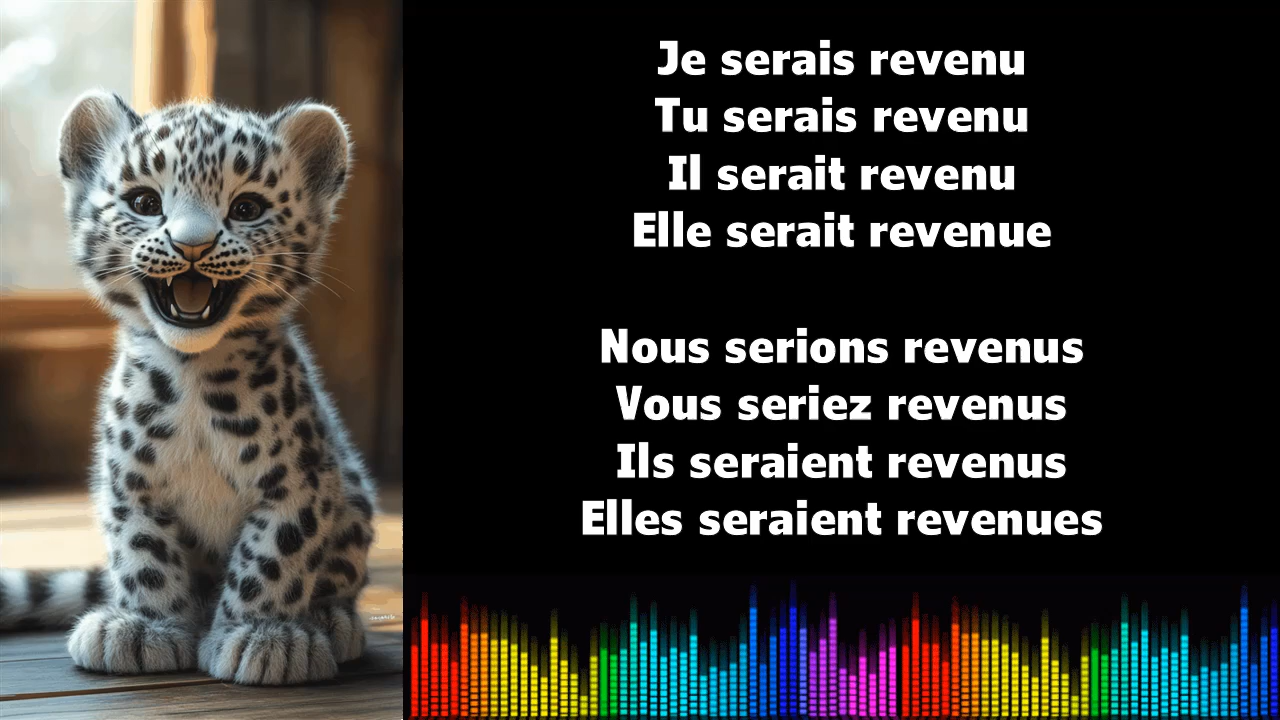 Je serais revenu
Tu serais revenu
Il serait revenu
Elle serait revenue
Nous serions revenus
Vous seriez revenus
Ils seraient revenus
Elles seraient revenues